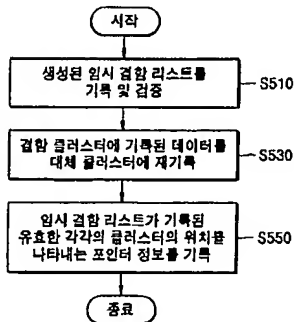 시작
생성된 임시 결함 리스트를
기록 및 검증
S510
결함 클러스터에 기록된 데이터를
대체 클러스터에 재기록
S530
임시 결함 리스트가 기록된
유효한 각각의 클러스터의 위치를
나타내는 포인터 정보를 기록
S550
종료